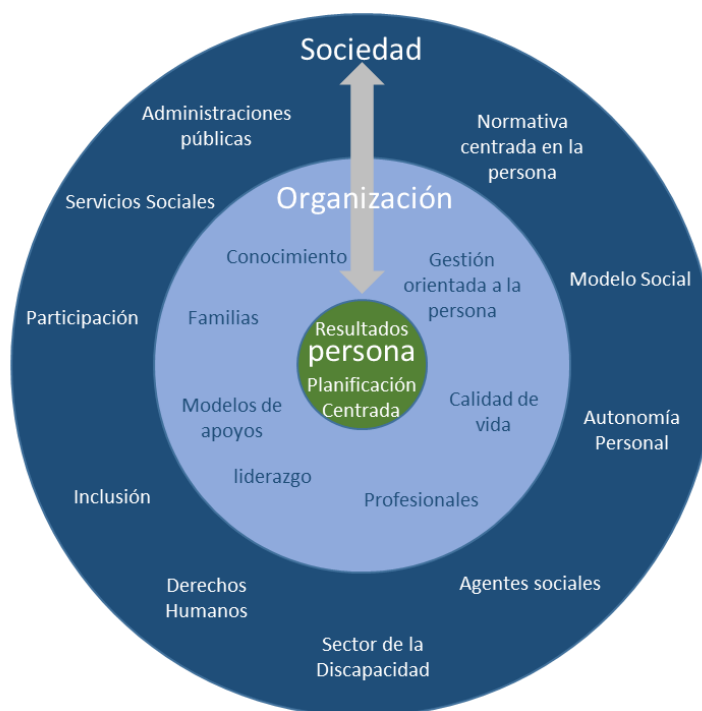 Sociedad
Administraciones
públicas
Normativa
centrada en la
persona
Servicios Sociales
Organización
Conocimiento
Gestión
orientada a la
persona
Modelo Social
Participación
Familias
Resultados
persona
Planificación
Centrada
Modelos de
apoyos
Calidad de
vida
Autonomía
Personal
liderazgo
Profesionales
Inclusión
Derechos
Humanos
Agentes sociales
Sector de la
Discapacidad